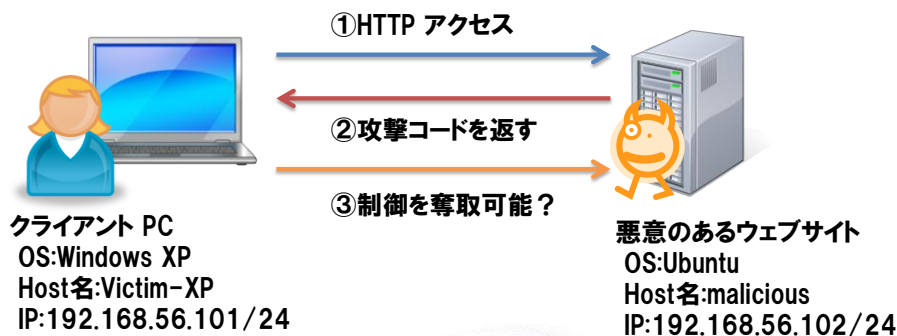 ①HTTP アクセス
②攻撃コードを返す
③制御を奪取可能？
クライアント PC
OS:Windows XP
Host名:Victim-XP
IP:192.168.56.101/24
悪意のあるウェブサイト
OS:Ubuntu
Host名:malicious
IP:192.168.56.102/24